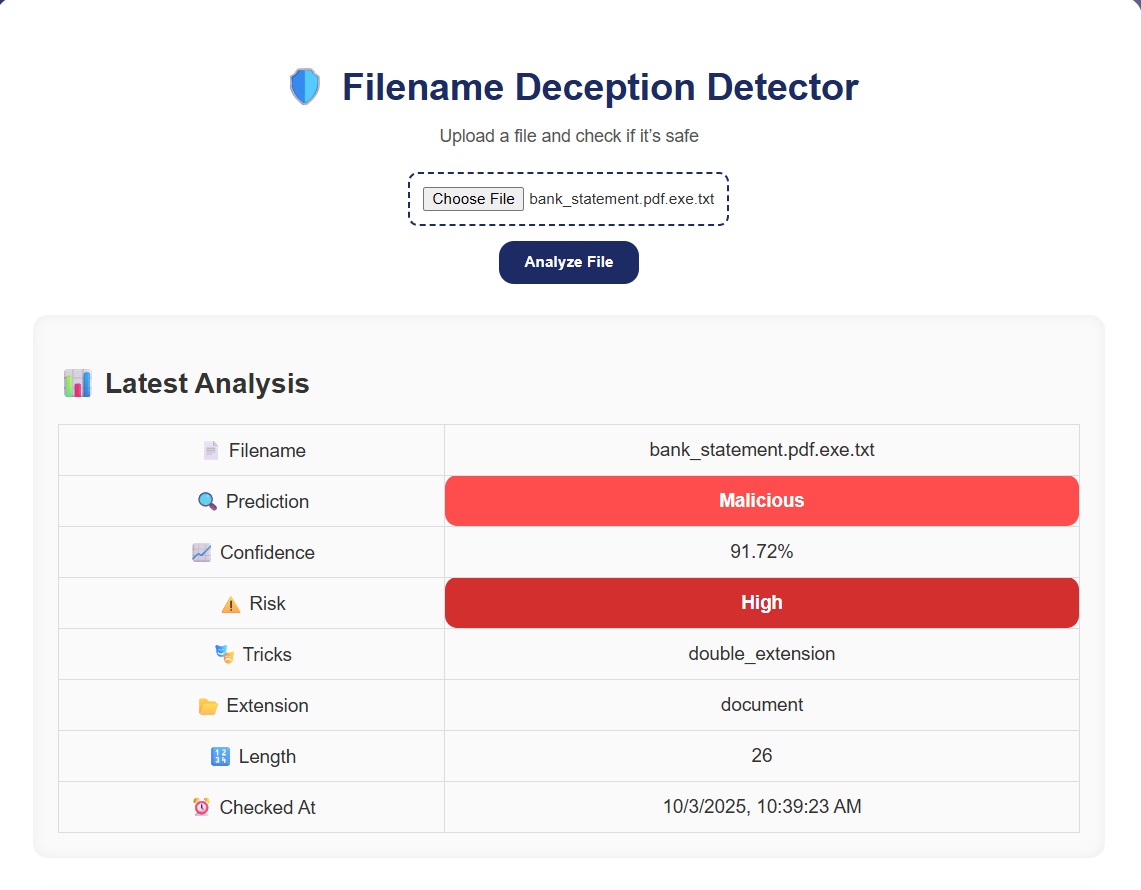 Filename Deception Detector
Upload a file and check if it's safe
Choose File bank_statement.pdf.exe.txt
Analyze File
Latest Analysis
Filename bank_statement.pdf.exe.txt
Prediction Malicious
Confidence 91.72%
Risk High
Tricks double_extension
Extension document
Length 26
Checked At 10/3/2025, 10:39:23 AM